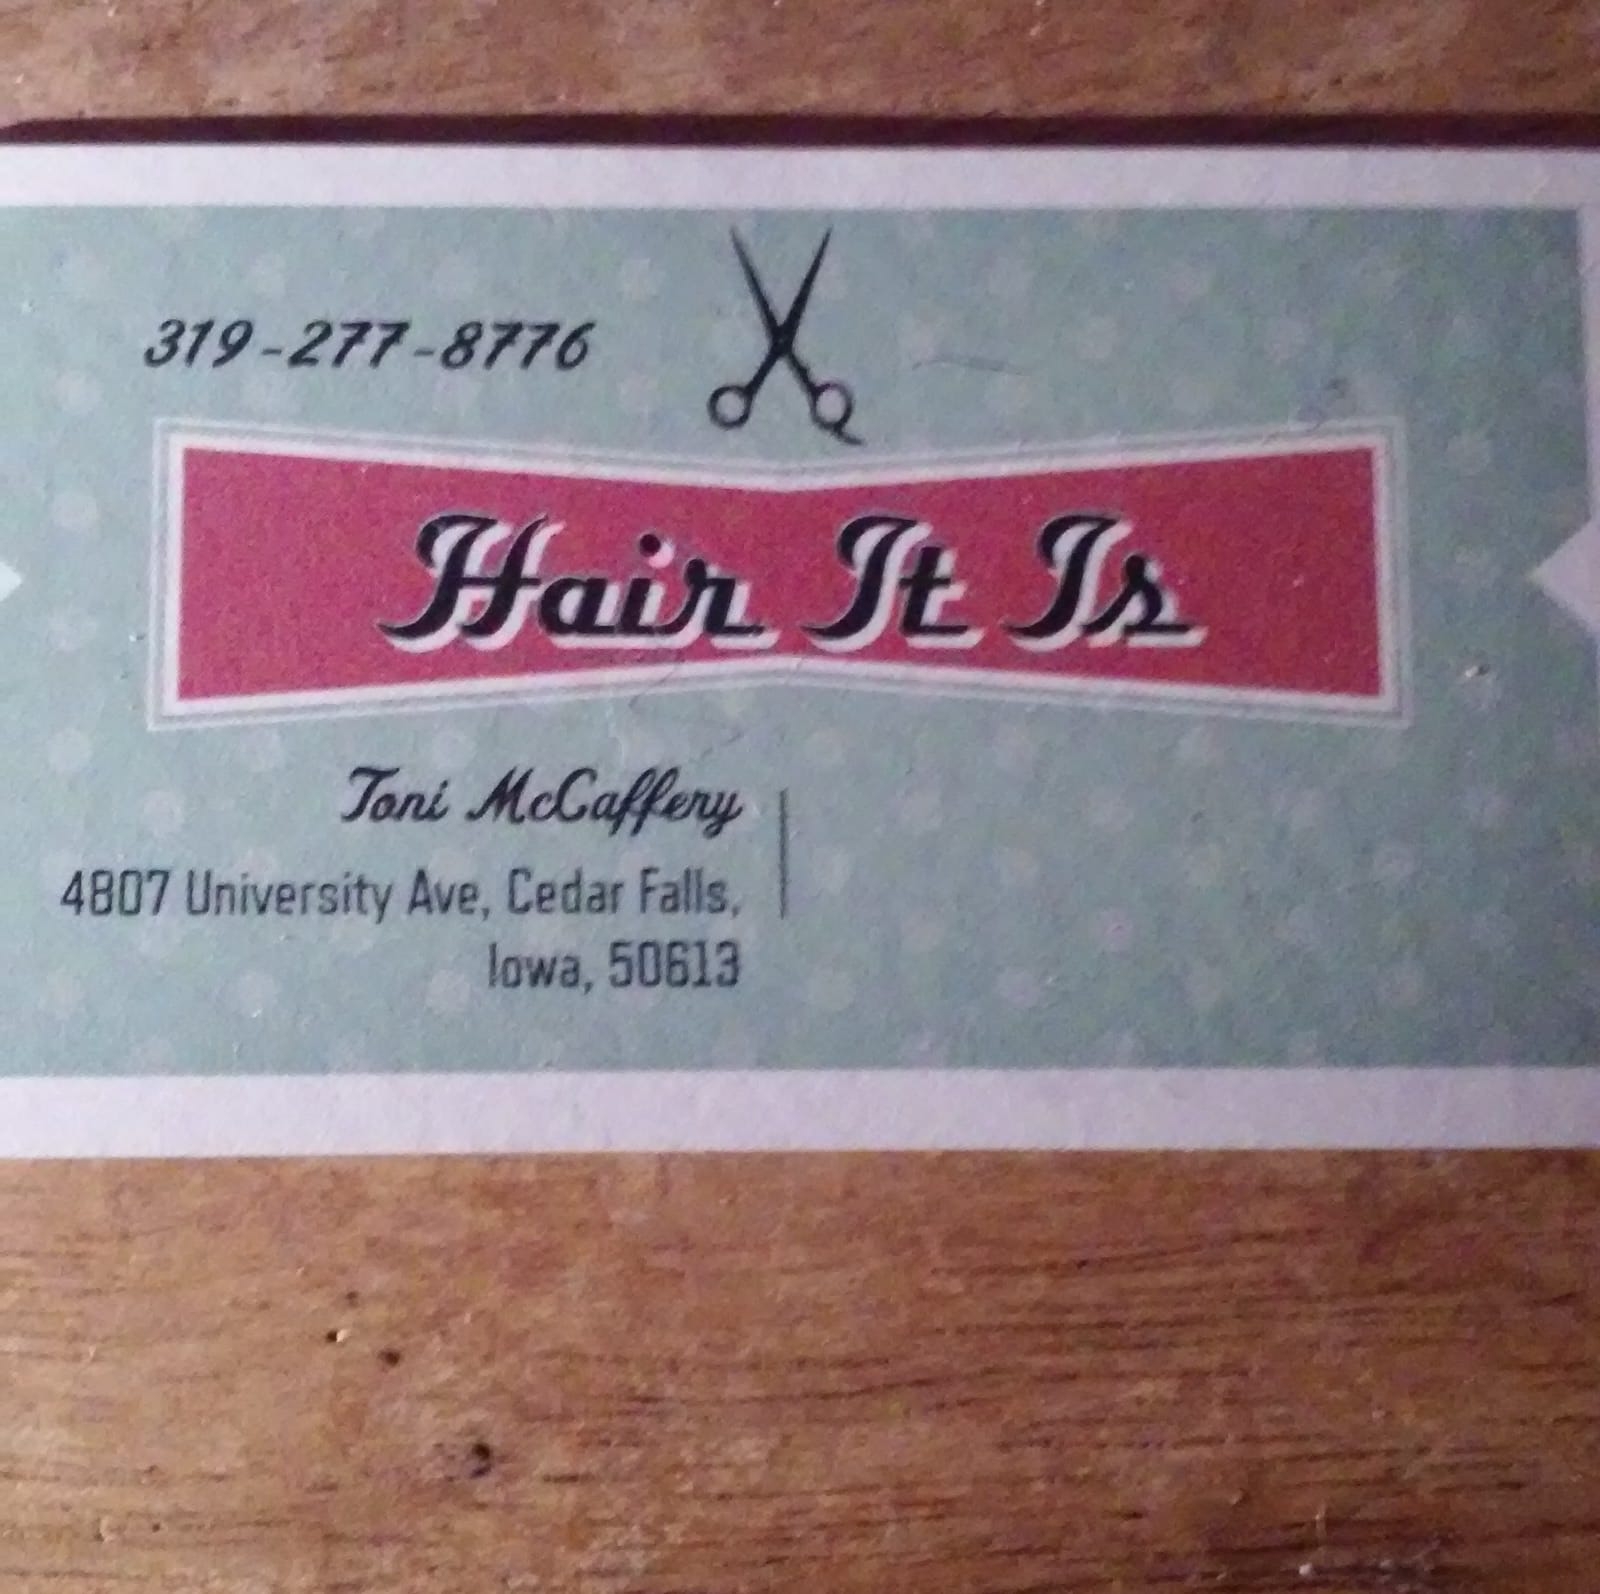 319-277-8776
Hair It Is
Toni McCaffery
4807 University Ave, Cedar Falls,
Iowa, 50613